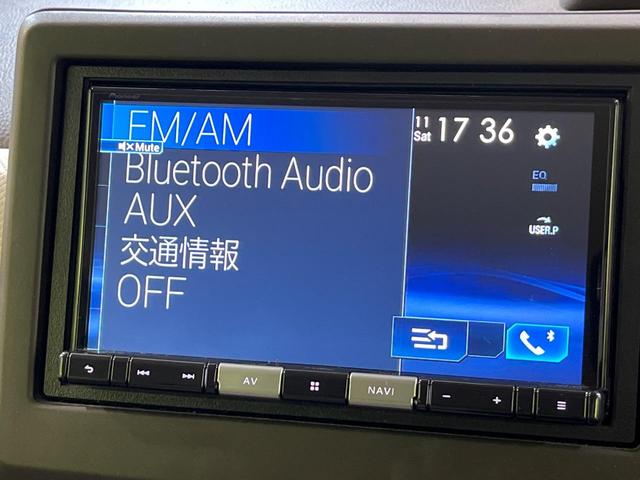 Pioneer
FM/AM
Mute
Bluetooth Audio
AUX
交通情報
OFF
11
Sat
17 36
EQ
USER.P
AV
NAVI